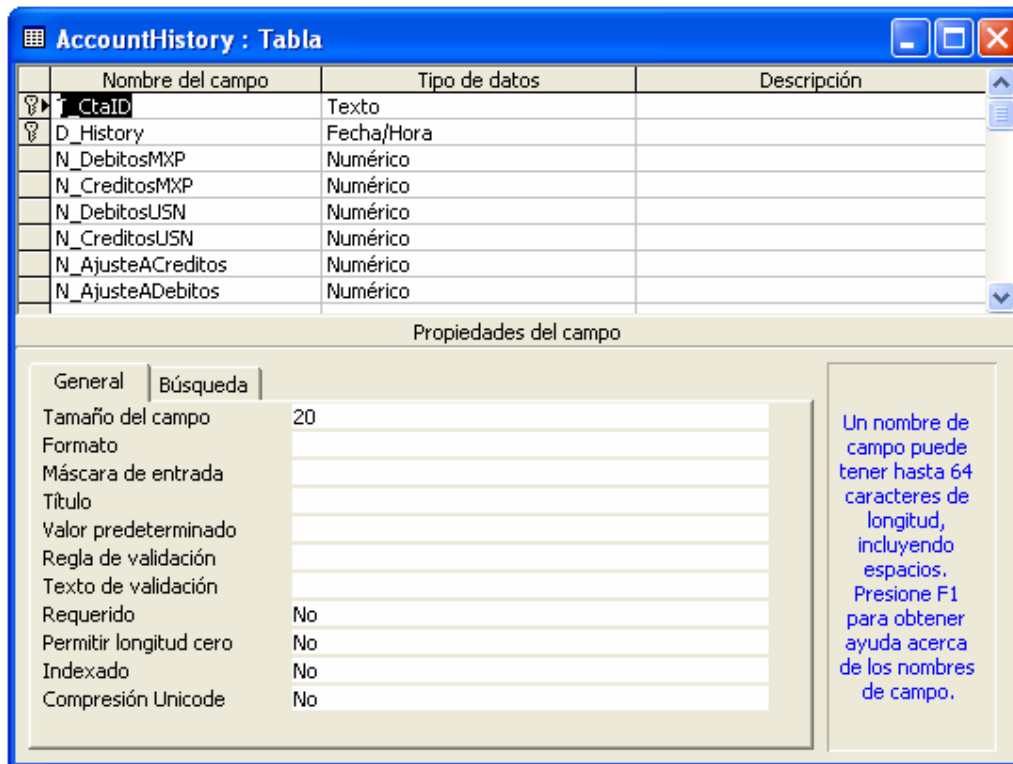 AccountHistory : Tabla
Nombre del campo Tipo de datos Descripción
T_CtaID Texto
D_History Fecha/Hora
N_DebitosMXP Numérico
N_CreditosMXP Numérico
N_DebitosUSN Numérico
N_CreditosUSN Numérico
N_AjusteACreditos Numérico
N_AjusteADebitos Numérico
Propiedades del campo
General Búsqueda
Tamaño del campo 20
Formato
Máscara de entrada
Título
Valor predeterminado
Regla de validación
Texto de validación
Requerido No
Permitir longitud cero No
Indexado No
Compresión Unicode No
Un nombre de
campo puede
tener hasta 64
caracteres de
longitud,
incluyendo
espacios.
Presione F1
para obtener
ayuda acerca
de los nombres
de campo.